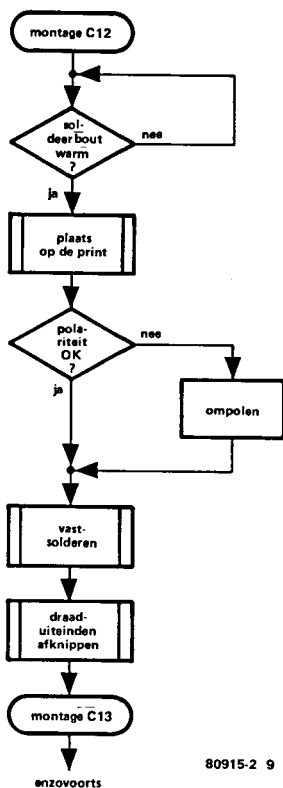 montage C12
sol-
deerbout
warm
?
nee
ja
plaats
op de print
pola-
riteit
OK
?
nee
ja
ompolen
vast-
solderen
draad-
uiteinden
afknippen
montage C13
enzovoorts
80915-2 9